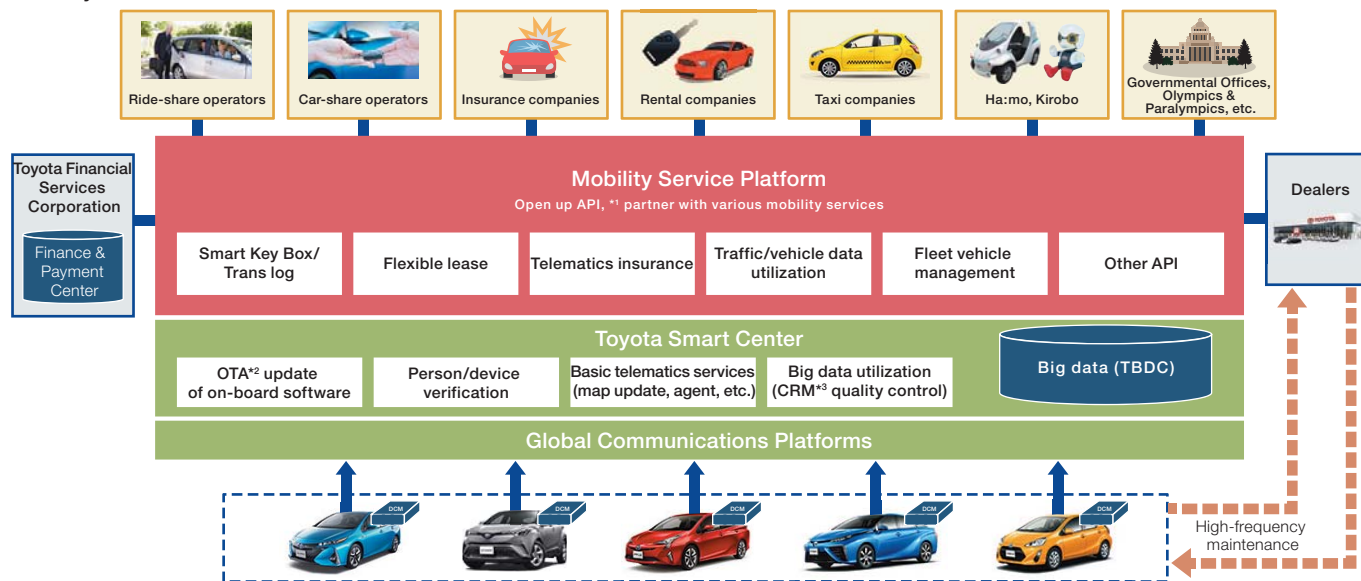 Ride-share operators
Car-share operators
Insurance companies
Rental companies
Taxi companies
Ha:mo, Kirobo
Governmental Offices,
Olympics &
Paralympics, etc.
Toyota Financial
Services
Corporation
Finance &
Payment
Center
Mobility Service Platform
Open up API, *1 partner with various mobility services
Smart Key Box/
Trans log
Flexible lease
Telematics insurance
Traffic/vehicle data
utilization
Fleet vehicle
management
Other API
Dealers
TOYOTA
Toyota Smart Center
OTA*2 update
of on-board software
Person/device
verification
Basic telematics services
(map update, agent, etc.)
Big data utilization
(CRM*3 quality control)
Big data (TBDC)
Global Communications Platforms
DCM
DCM
DCM
DCM
DCM
High-frequency
maintenance